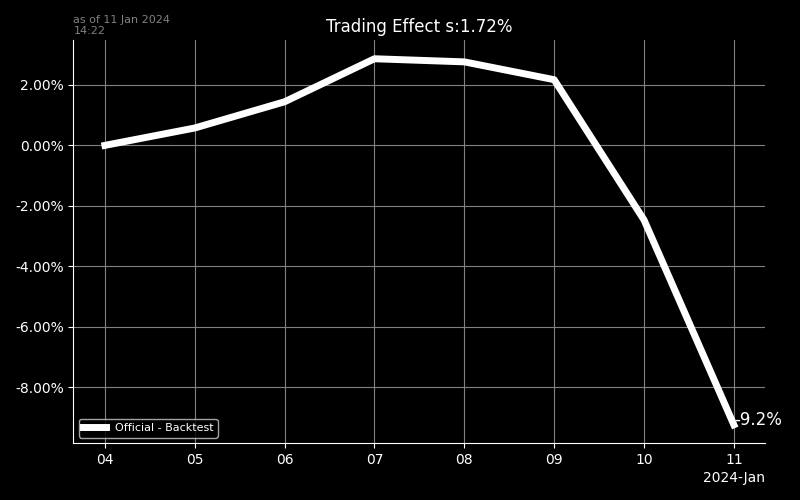 as of 11 Jan 2024
14:22
Trading Effect s:1.72%
2.00%
0.00%
-2.00%
-4.00%
-6.00%
-8.00%
-9.2%
Official - Backtest
04 05 06 07 08 09 10 11
2024-Jan